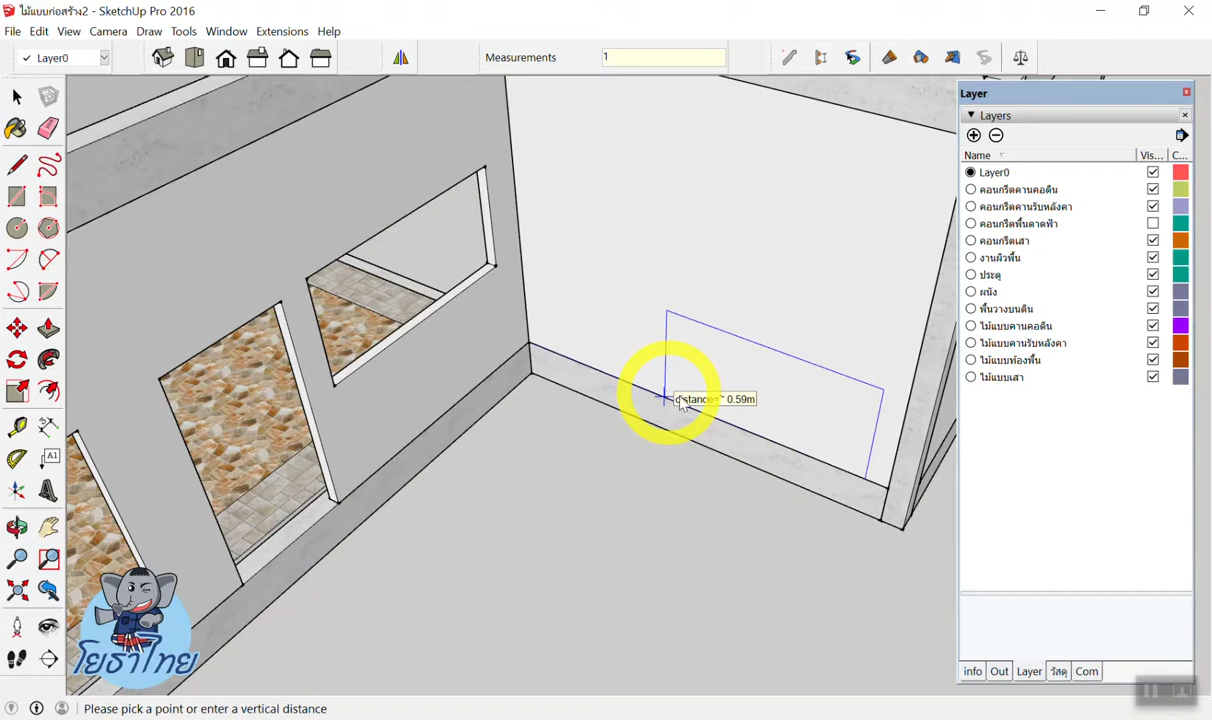 ไม้แบบก่อสร้าง2 - SketchUp Pro 2016
File Edit View Camera Draw Tools Window Extensions Help
Layer0
Measurements
1
Layer
Layers
Name Vis... C...
Layer0
คอนกรีตคานคอดิน
คอนกรีตคานรับหลังคา
คอนกรีตพื้นดาดฟ้า
คอนกรีตเสา
งานผิวพื้น
ประตู
ผนัง
พื้นวางบนดิน
ไม้แบบคานคอดิน
ไม้แบบคานรับหลังคา
ไม้แบบท้องพื้น
ไม้แบบเสา
distance= 0.59m
A1
โยธาไทย
info Out Layer วัสดุ Com
Please pick a point or enter a vertical distance